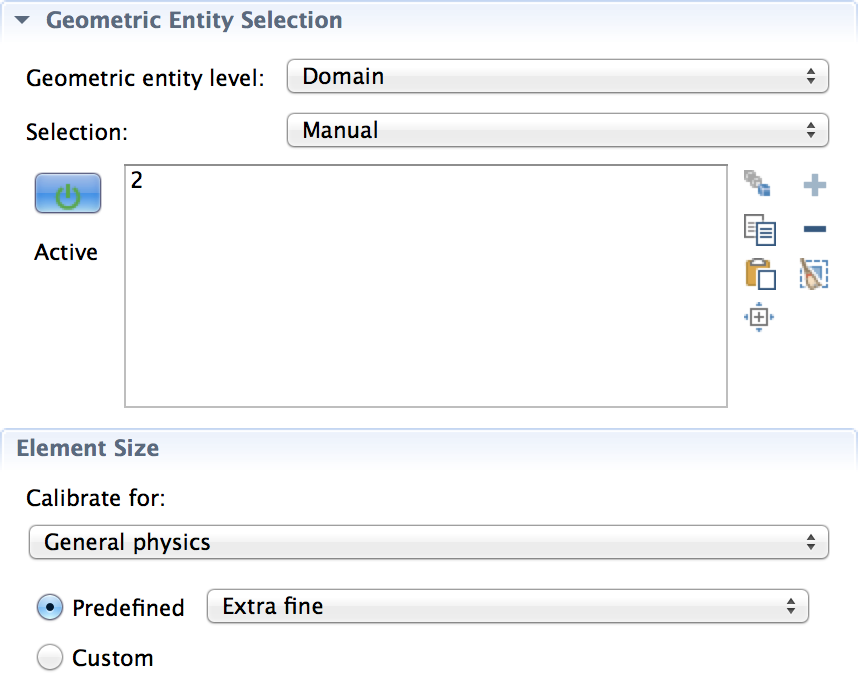 Geometric Entity Selection
Geometric entity level: Domain
Selection: Manual
2
Active
Element Size
Calibrate for:
General physics
Predefined Extra fine
Custom